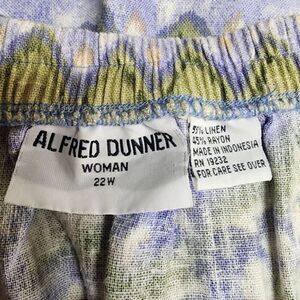 ALFRED DUNNER
WOMAN
22W
55% LINEN
45% RAYON
MADE IN INDONESIA
RN 19232
FOR CARE SEE OVER